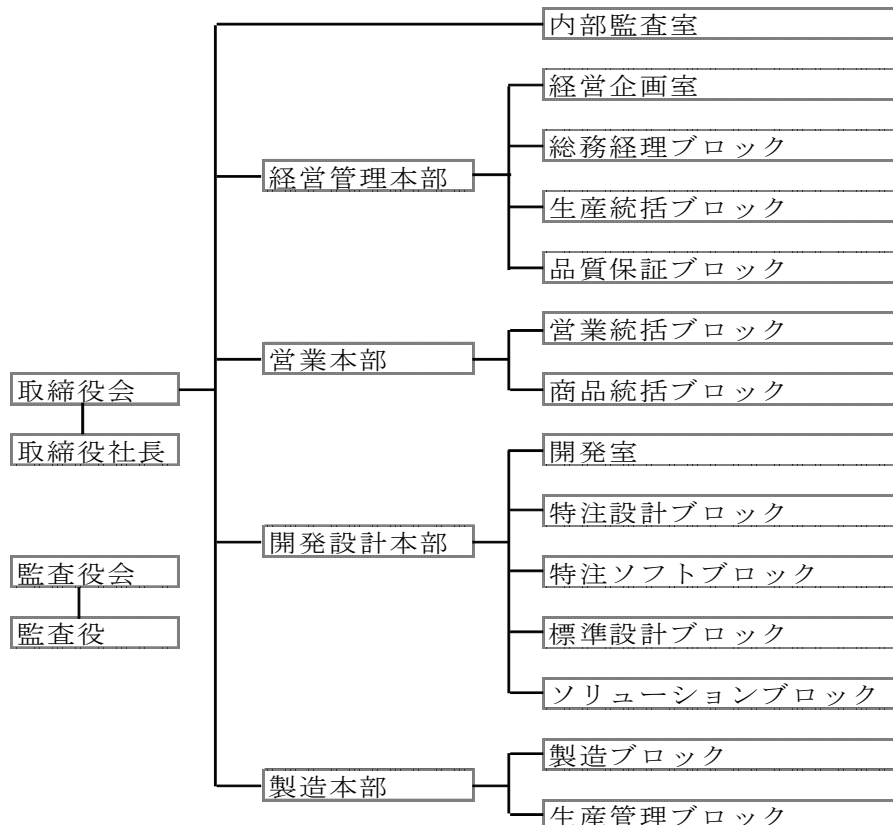 内部監査室
経営企画室
総務経理ブロック
経営管理本部
生産統括ブロック
品質保証ブロック
営業統括ブロック
営業本部
取締役会
商品統括ブロック
取締役社長
開発室
特注設計ブロック
開発設計本部
監査役会
特注ソフトブロック
監査役
標準設計ブロック
ソリューションブロック
製造ブロック
製造本部
生産管理ブロック